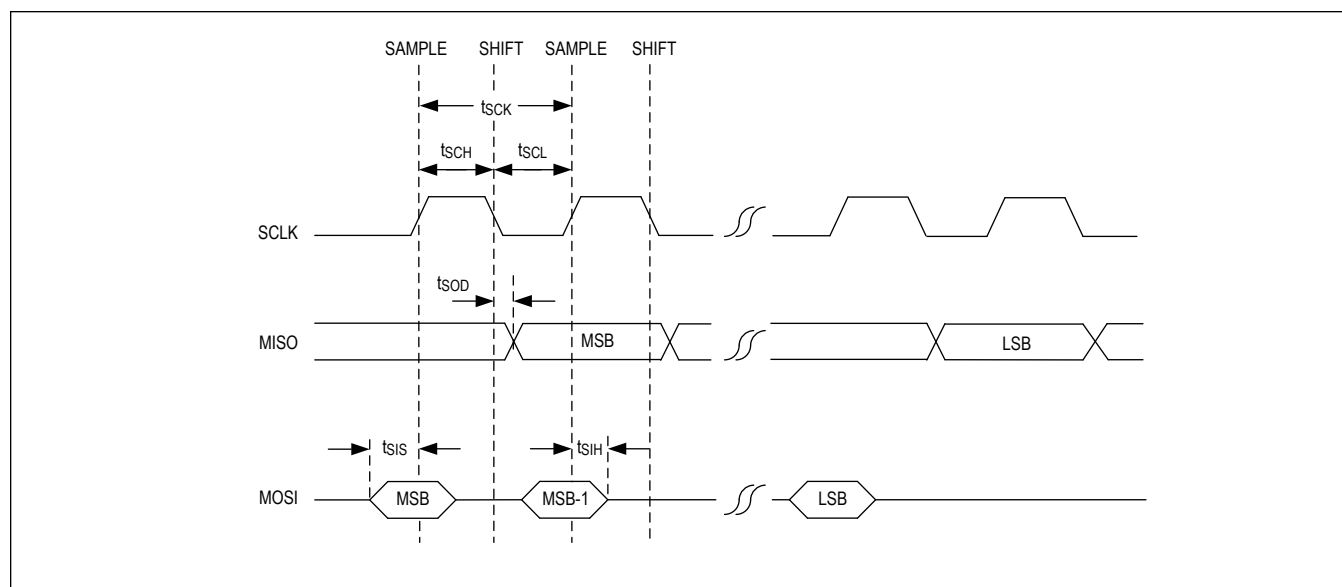 SAMPLE SHIFT SAMPLE SHIFT
tSCK
tSCH tSCL
SCLK
tSOD
MISO MSB LSB
tSIS tSIH
MOSI MSB MSB-1 LSB